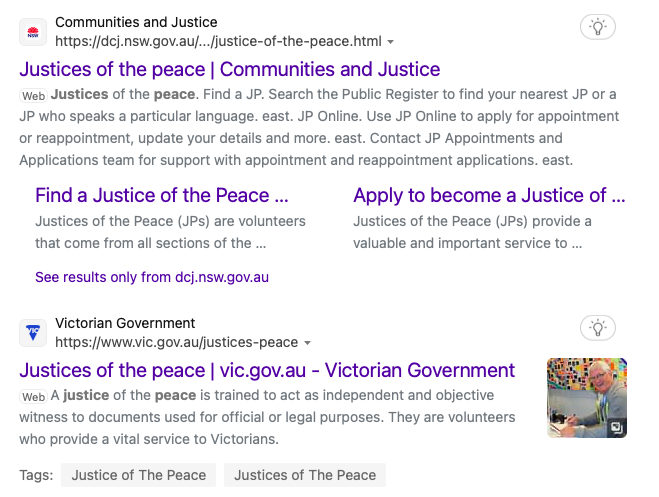 Communities and Justice
https://dcj.nsw.gov.au/.../justice-of-the-peace.html
Justices of the peace | Communities and Justice
Web Justices of the peace. Find a JP. Search the Public Register to find your nearest JP or a
JP who speaks a particular language. east. JP Online. Use JP Online to apply for appointment
or reappointment, update your details and more. east. Contact JP Appointments and
Applications team for support with appointment and reappointment applications. east.
Find a Justice of the Peace ...
Justices of the Peace (JPs) are volunteers
that come from all sections of the ...
Apply to become a Justice of ...
Justices of the Peace (JPs) provide a
valuable and important service to ...
See results only from dcj.nsw.gov.au
Victorian Government
https://www.vic.gov.au/justices-peace
Justices of the peace | vic.gov.au - Victorian Government
Web A justice of the peace is trained to act as independent and objective
witness to documents used for official or legal purposes. They are volunteers
who provide a vital service to Victorians.
Tags: Justice of The Peace Justices of The Peace